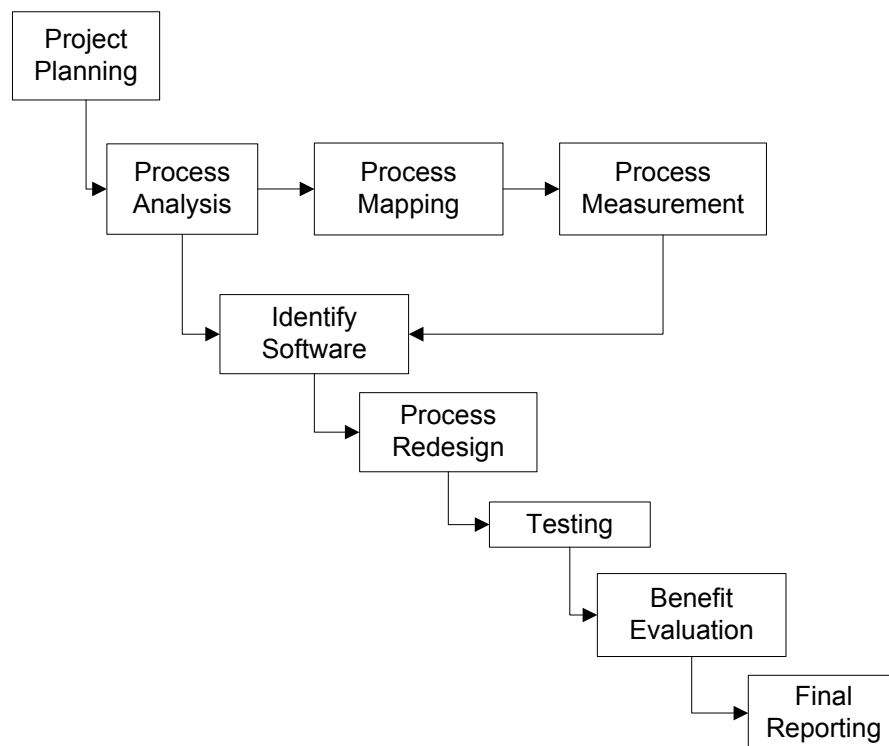 Project
Planning
Process
Analysis
Process
Mapping
Process
Measurement
Identify
Software
Process
Redesign
Testing
Benefit
Evaluation
Final
Reporting